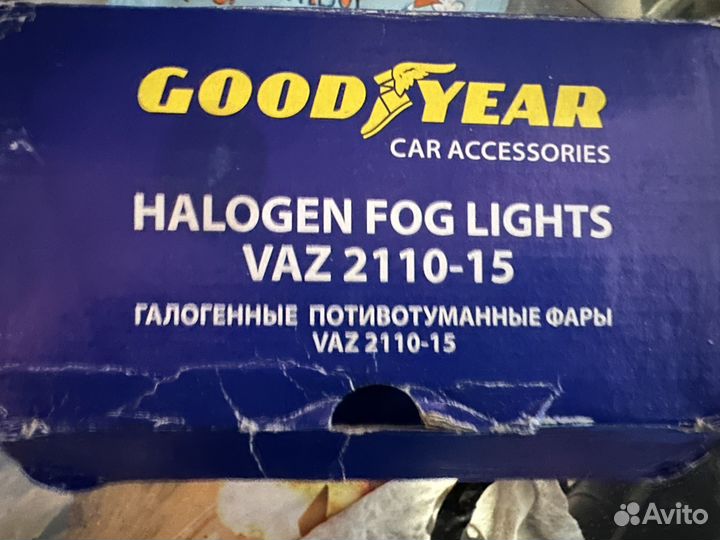 GOODYEAR
CAR ACCESSORIES
HALOGEN FOG LIGHTS
VAZ 2110-15
ГАЛОГЕННЫЕ ПОТИВОТУМАННЫЕ ФАРЫ
VAZ 2110-15
Avito